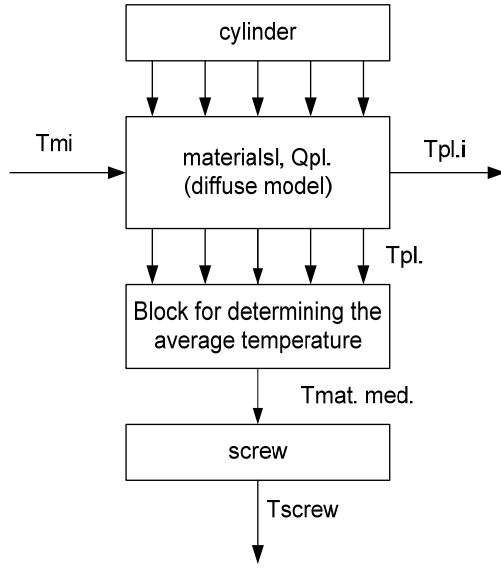 cylinder
Tmi
materialsl, Qpl.
(diffuse model)
Tpl.i
Tpl.
Block for determining the
average temperature
Tmat. med.
screw
Tscrew